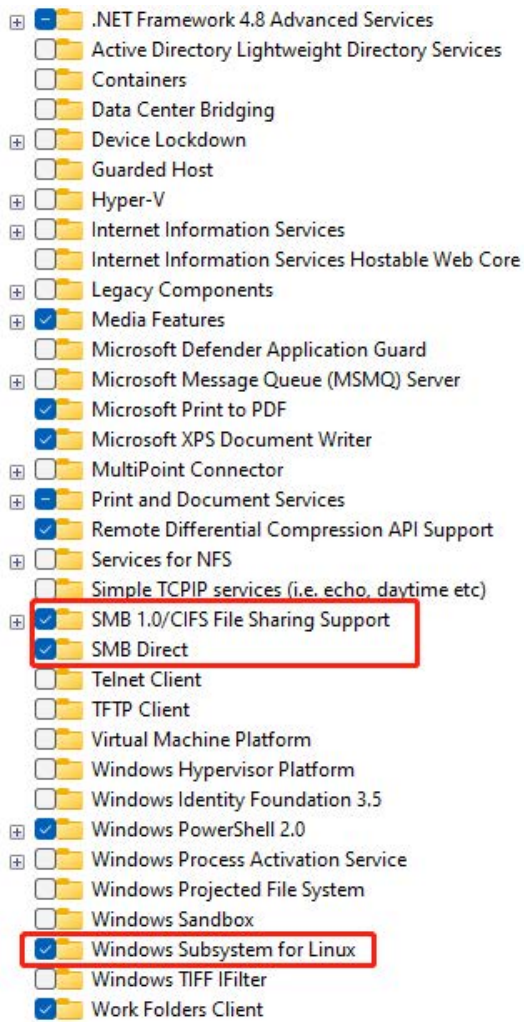 .NET Framework 4.8 Advanced Services
Active Directory Lightweight Directory Services
Containers
Data Center Bridging
Device Lockdown
Guarded Host
Hyper-V
Internet Information Services
Internet Information Services Hostable Web Core
Legacy Components
Media Features
Microsoft Defender Application Guard
Microsoft Message Queue (MSMQ) Server
Microsoft Print to PDF
Microsoft XPS Document Writer
MultiPoint Connector
Print and Document Services
Remote Differential Compression API Support
Services for NFS
Simple TCPIP services (i.e. echo, daytime etc)
SMB 1.0/CIFS File Sharing Support
SMB Direct
Telnet Client
TFTP Client
Virtual Machine Platform
Windows Hypervisor Platform
Windows Identity Foundation 3.5
Windows PowerShell 2.0
Windows Process Activation Service
Windows Projected File System
Windows Sandbox
Windows Subsystem for Linux
Windows TIFF IFilter
Work Folders Client